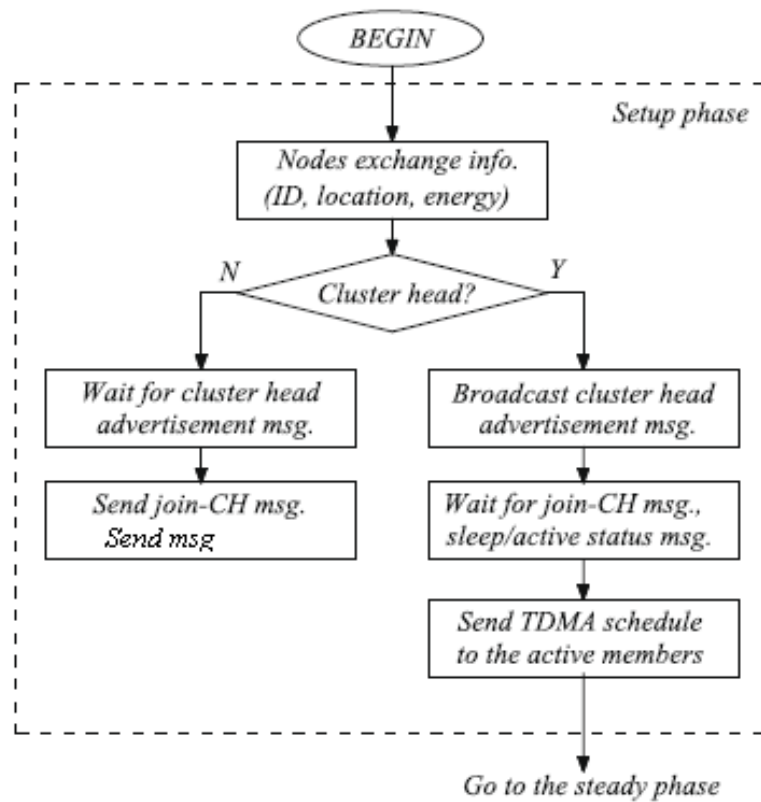 BEGIN
Setup phase
Nodes exchange info.
(ID, location, energy)
N
Y
Cluster head?
Wait for cluster head
advertisement msg.
Broadcast cluster head
advertisement msg.
Send join-CH msg.
Send msg
Wait for join-CH msg.,
sleep/active status msg.
Send TDMA schedule
to the active members
Go to the steady phase